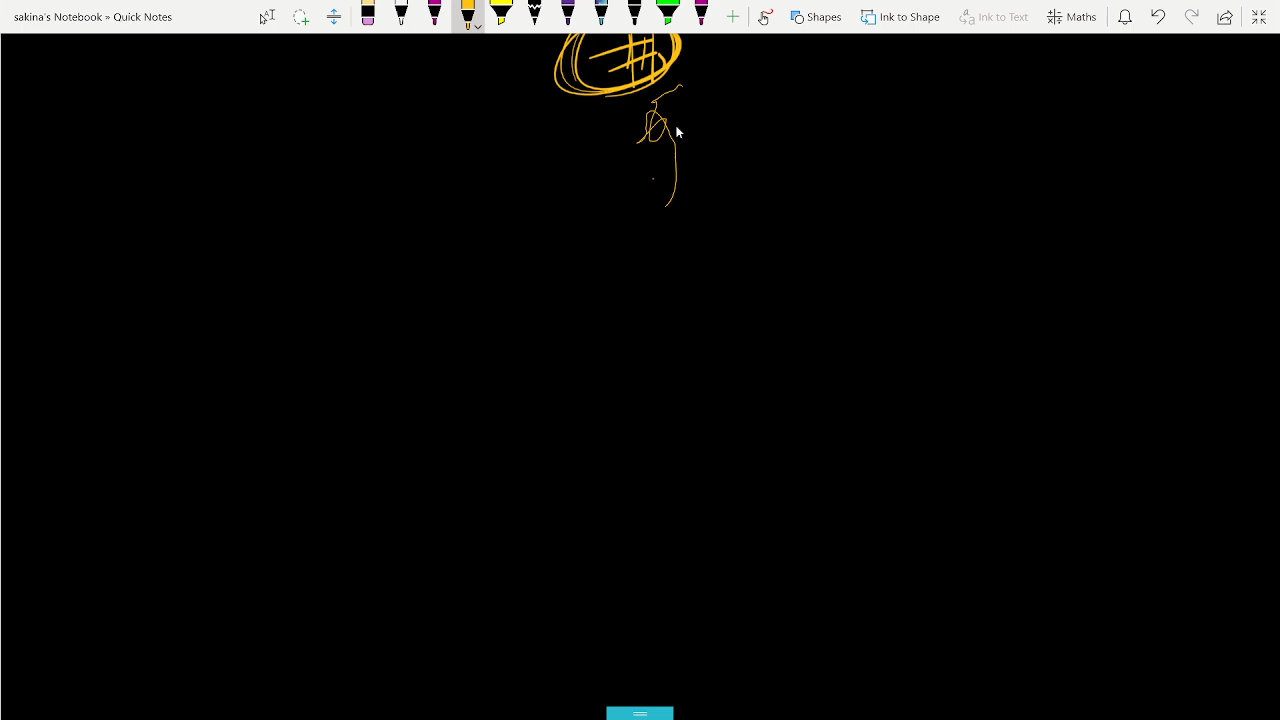 sakina's Notebook » Quick Notes
Shapes
Ink to Shape
Ink to Text
Maths